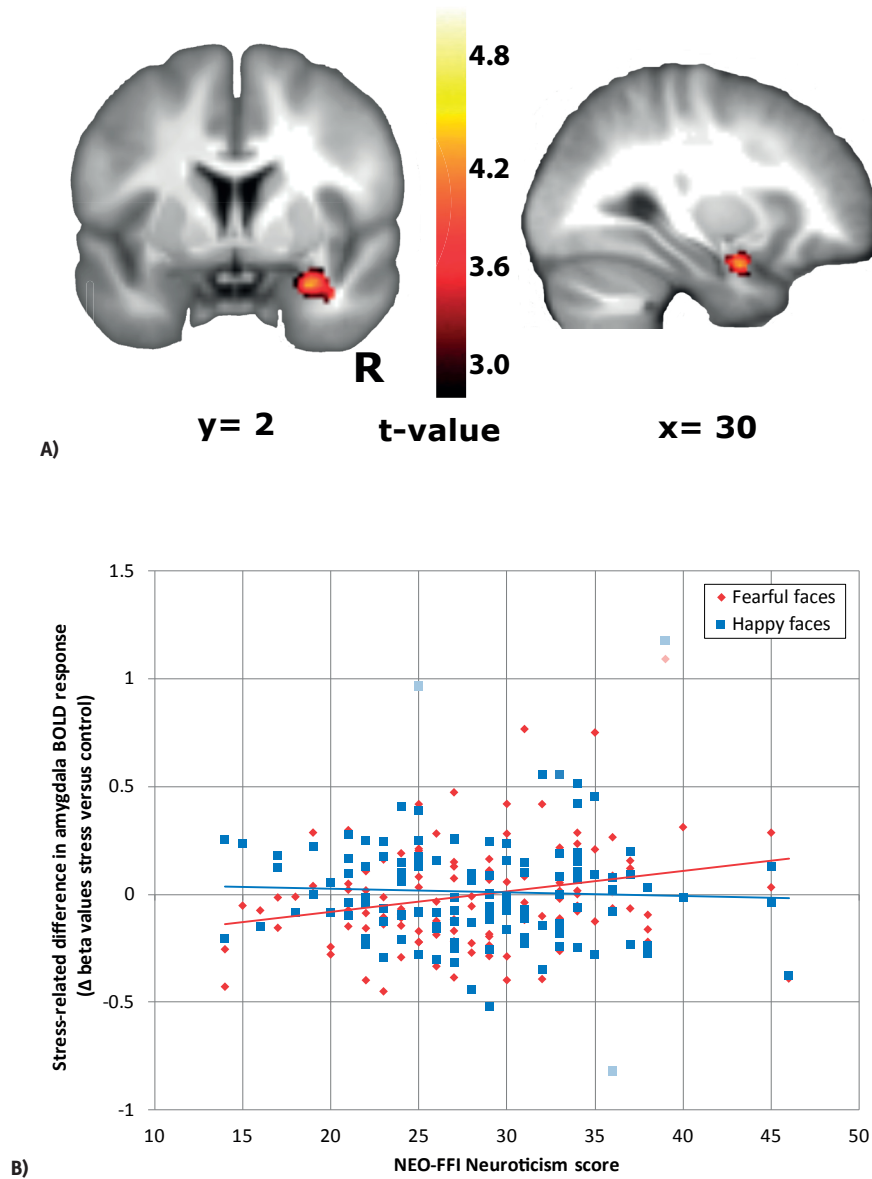 4.8
4.2
3.6
3.0
R
y= 2
t-value
x= 30
A)
1.5
1
0.5
0
-0.5
-1
Stress-related difference in amygdala BOLD response
(Δ beta values stress versus control)
Fearful faces
Happy faces
10 15 20 25 30 35 40 45 50
NEO-FFI Neuroticism score
B)